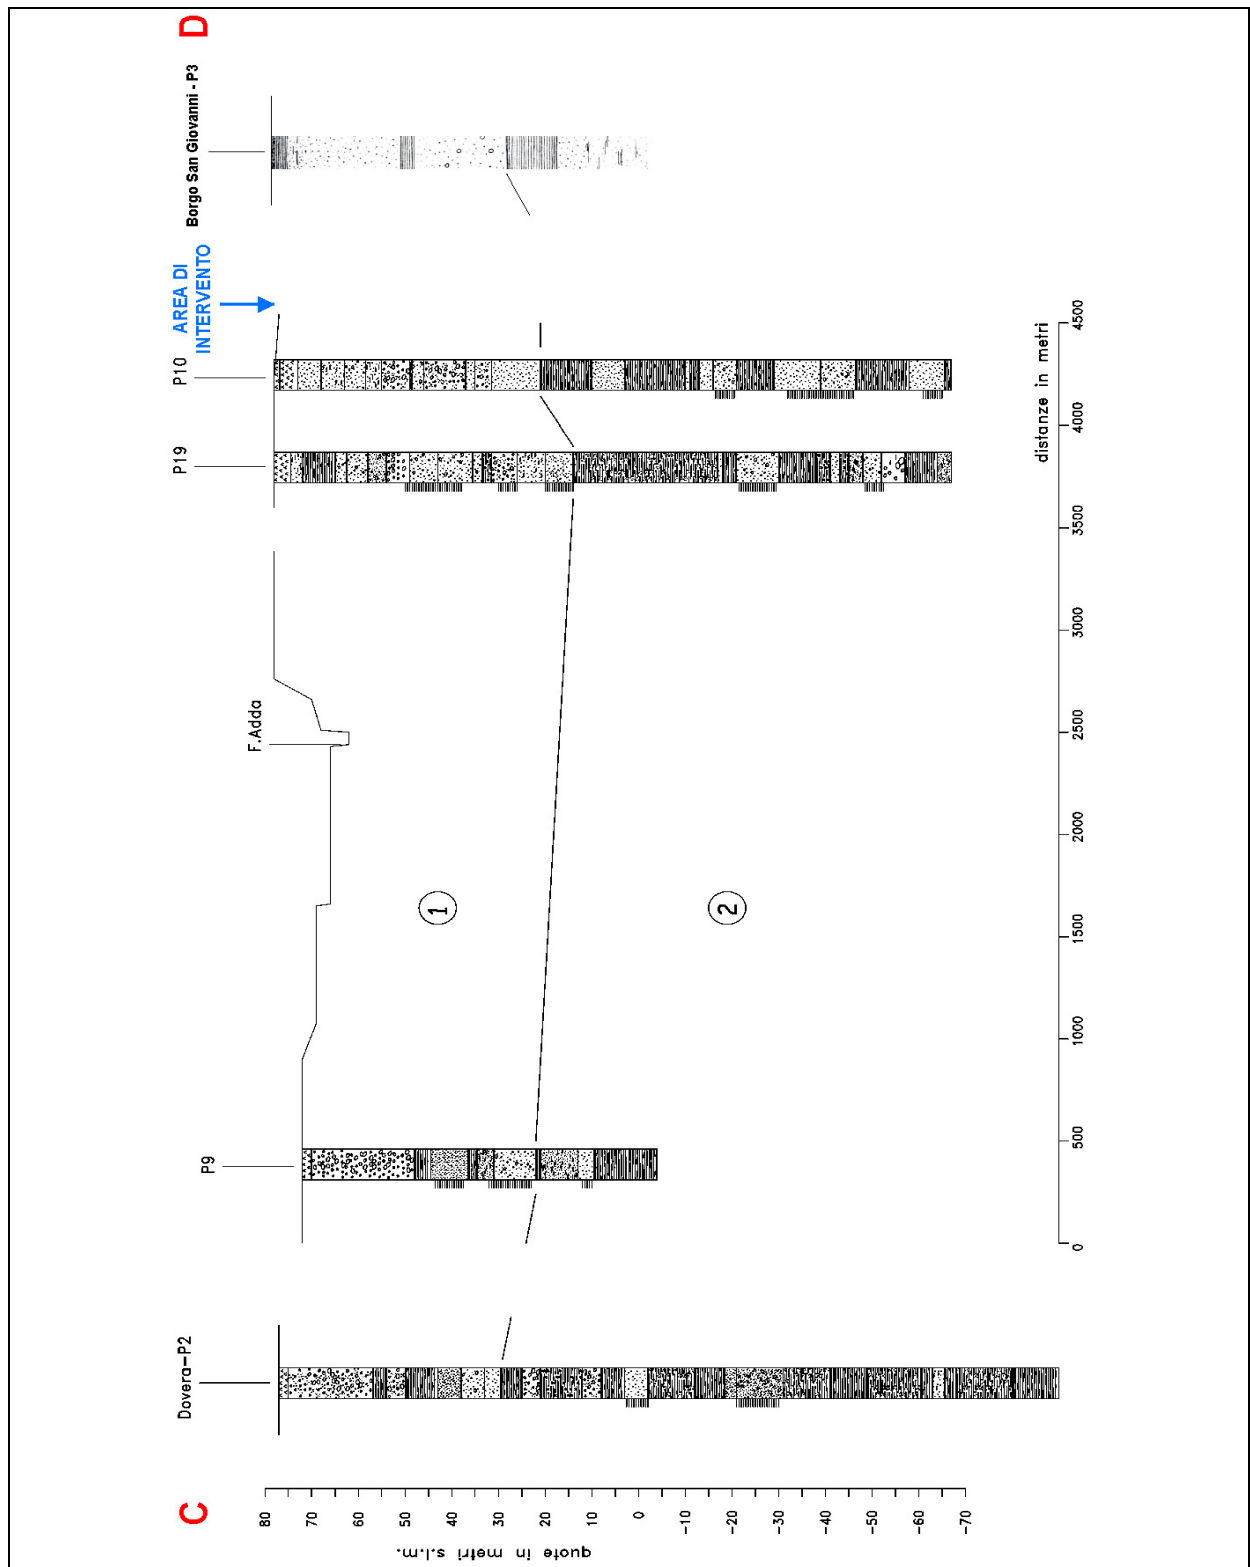 C
D
Dovera-P2
P9
F.Adda
P19
P10
AREA DI
INTERVENTO
Borgo San Giovanni - P3
1
2
quote in metri s.l.m.
80
70
60
50
40
30
20
10
0
-10
-20
-30
-40
-50
-60
-70
0
500
1000
1500
2000
2500
3000
3500
4000
4500
distanze in metri